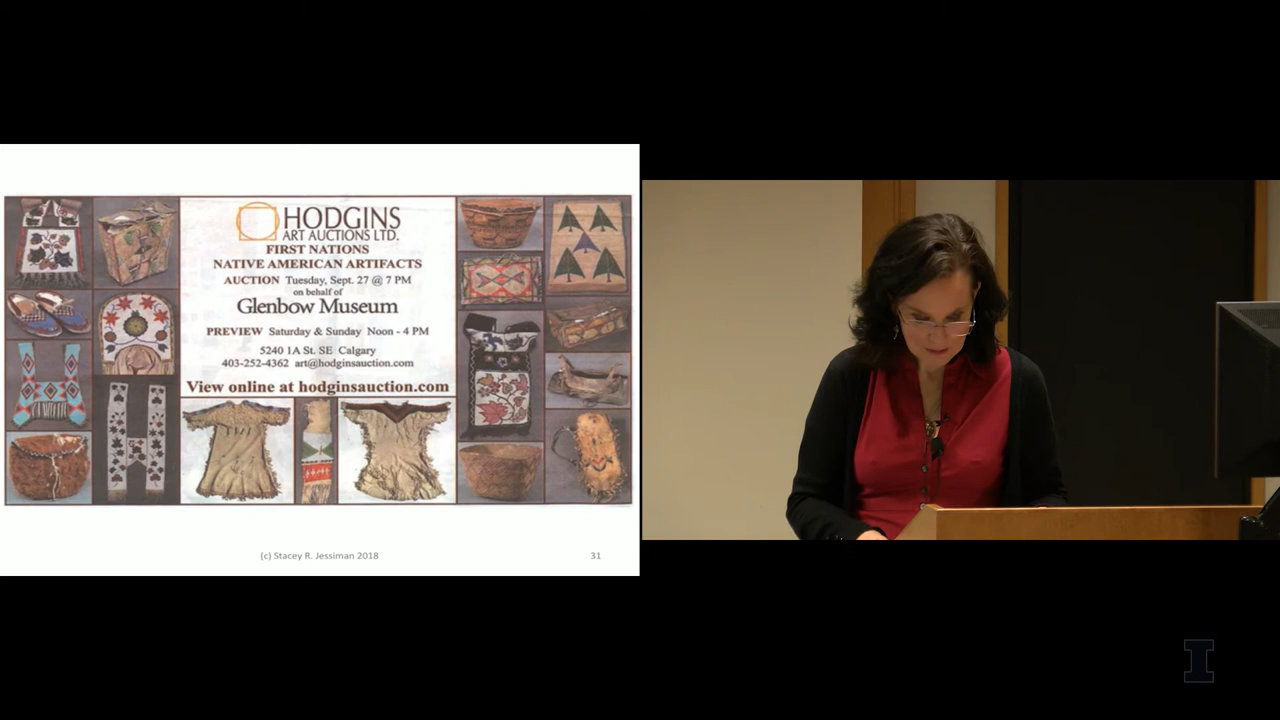 HODGINS
ART AUCTIONS LTD.
FIRST NATIONS
NATIVE AMERICAN ARTIFACTS
AUCTION Tuesday, Sept. 27 @ 7 PM
on behalf of
Glenbow Museum
PREVIEW Saturday & Sunday Noon - 4 PM
5240 1A St. SE Calgary
403-252-4362 art@hodginsauction.com
View online at hodginsauction.com
(c) Stacey R. Jessiman 2018
31
I